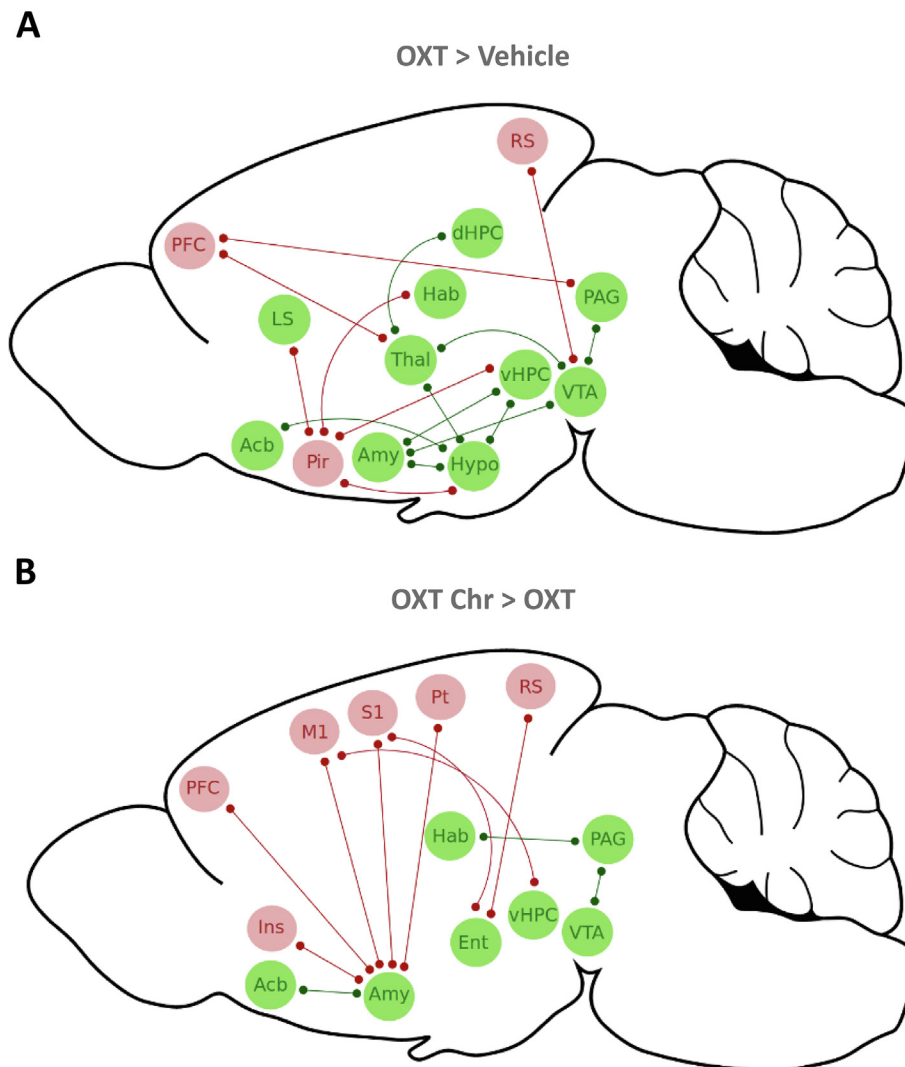 A
OXT > Vehicle
RS
PFC
dHPC
Hab
PAG
LS
Thal
vHPC
VTA
Acb
Pir
Amy
Hypo
B
OXT Chr > OXT
RS
Pt
S1
M1
PFC
Hab
PAG
Ins
vHPC
VTA
Ent
Acb
Amy